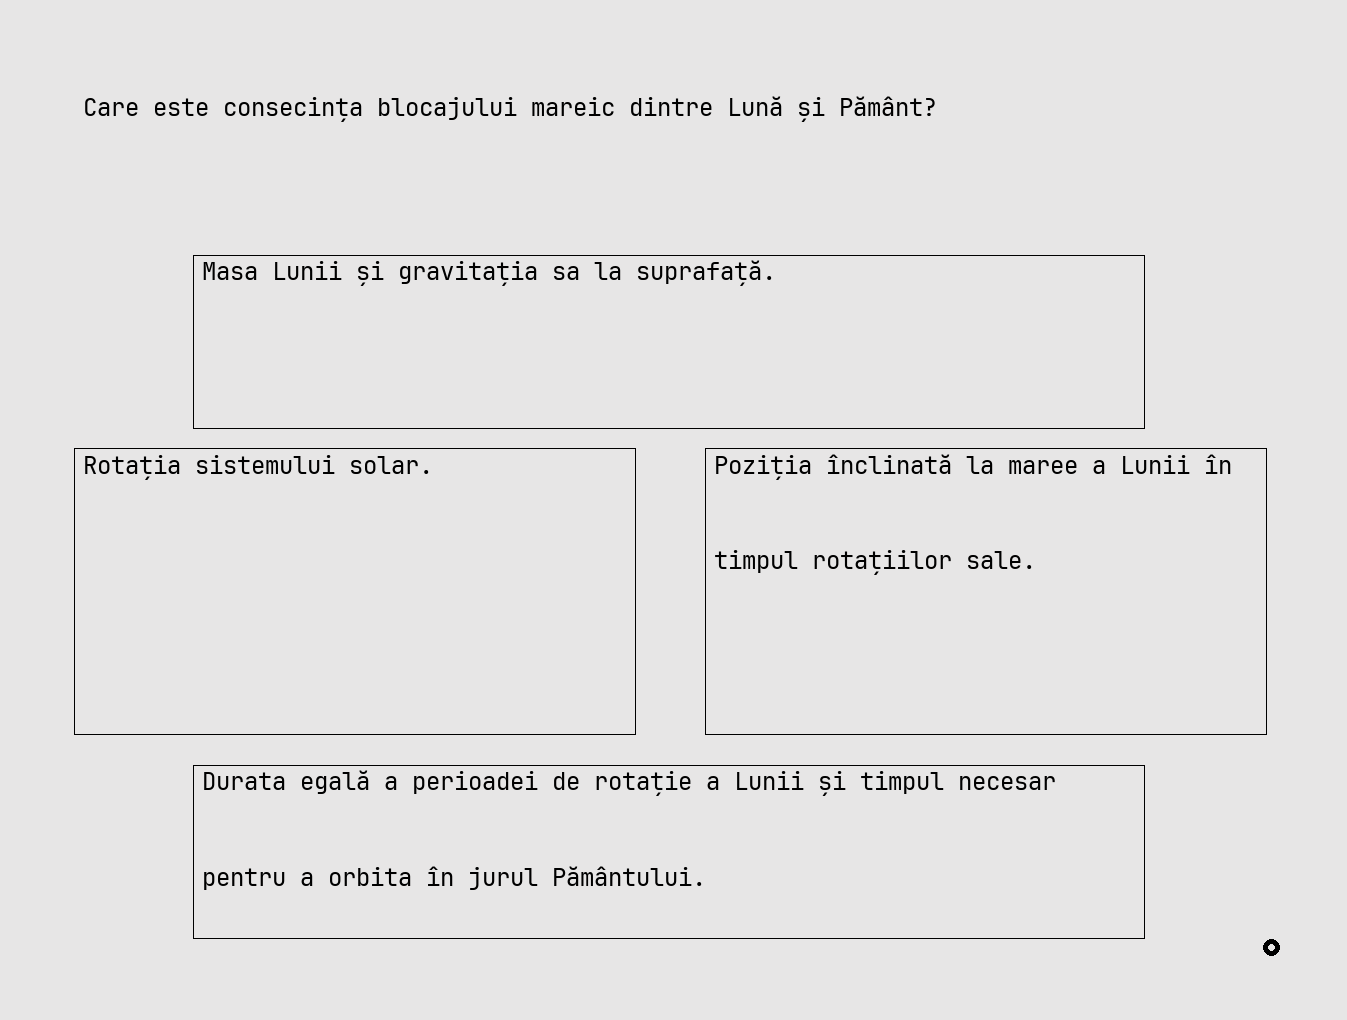 Care este consecința blocajului mareic dintre Lună și Pământ?
Masa Lunii și gravitația sa la suprafață.
Rotația sistemului solar.
Poziția înclinată la maree a Lunii în
timpul rotațiilor sale.
Durata egală a perioadei de rotație a Lunii și timpul necesar
pentru a orbita în jurul Pământului.